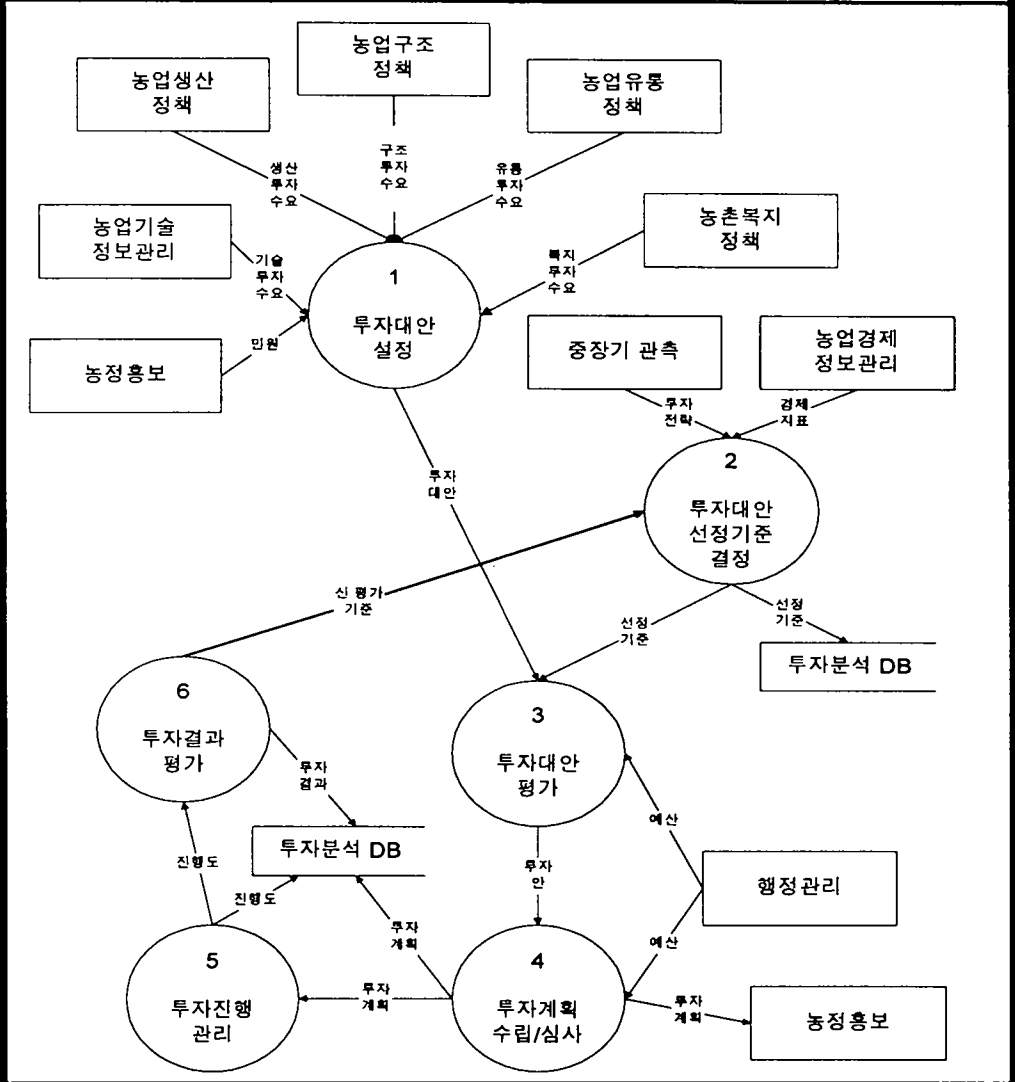 농업구조
정책
농업생산
정책
농업유통
정책
생산
투자
수요
구조
투자
수요
유통
투자
수요
농업기술
정보관리
농촌복지
정책
기술
투자
수요
복지
투자
수요
1
투자대안
설정
민원
농정홍보
중장기 관측
농업경제
정보관리
투자
전략
경제
지표
2
투자대안
선정기준
결정
투자
대안
신 평가
기준
선정
기준
선정
기준
투자분석 DB
6
투자결과
평가
3
투자대안
평가
투자
결과
예산
투자분석 DB
진행도
진행도
투자
안
행정관리
예산
투자
계획
5
투자진행
관리
투자
계획
4
투자계획
수립/심사
투자
계획
농정홍보